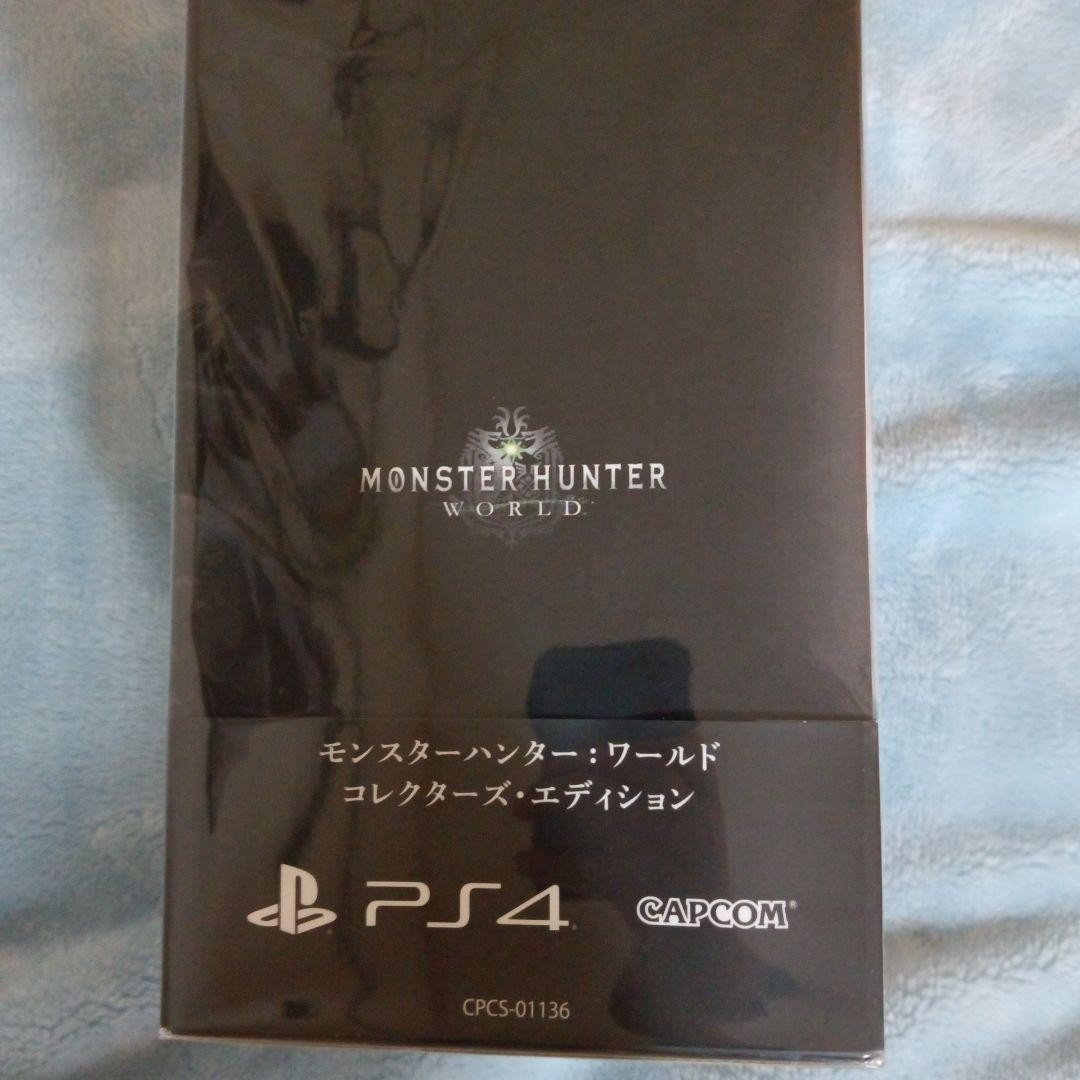 MONSTER HUNTER
WORLD
モンスターハンター:ワールド
コレクターズ・エディション
PS4
CAPCOM®
CPCS-01136